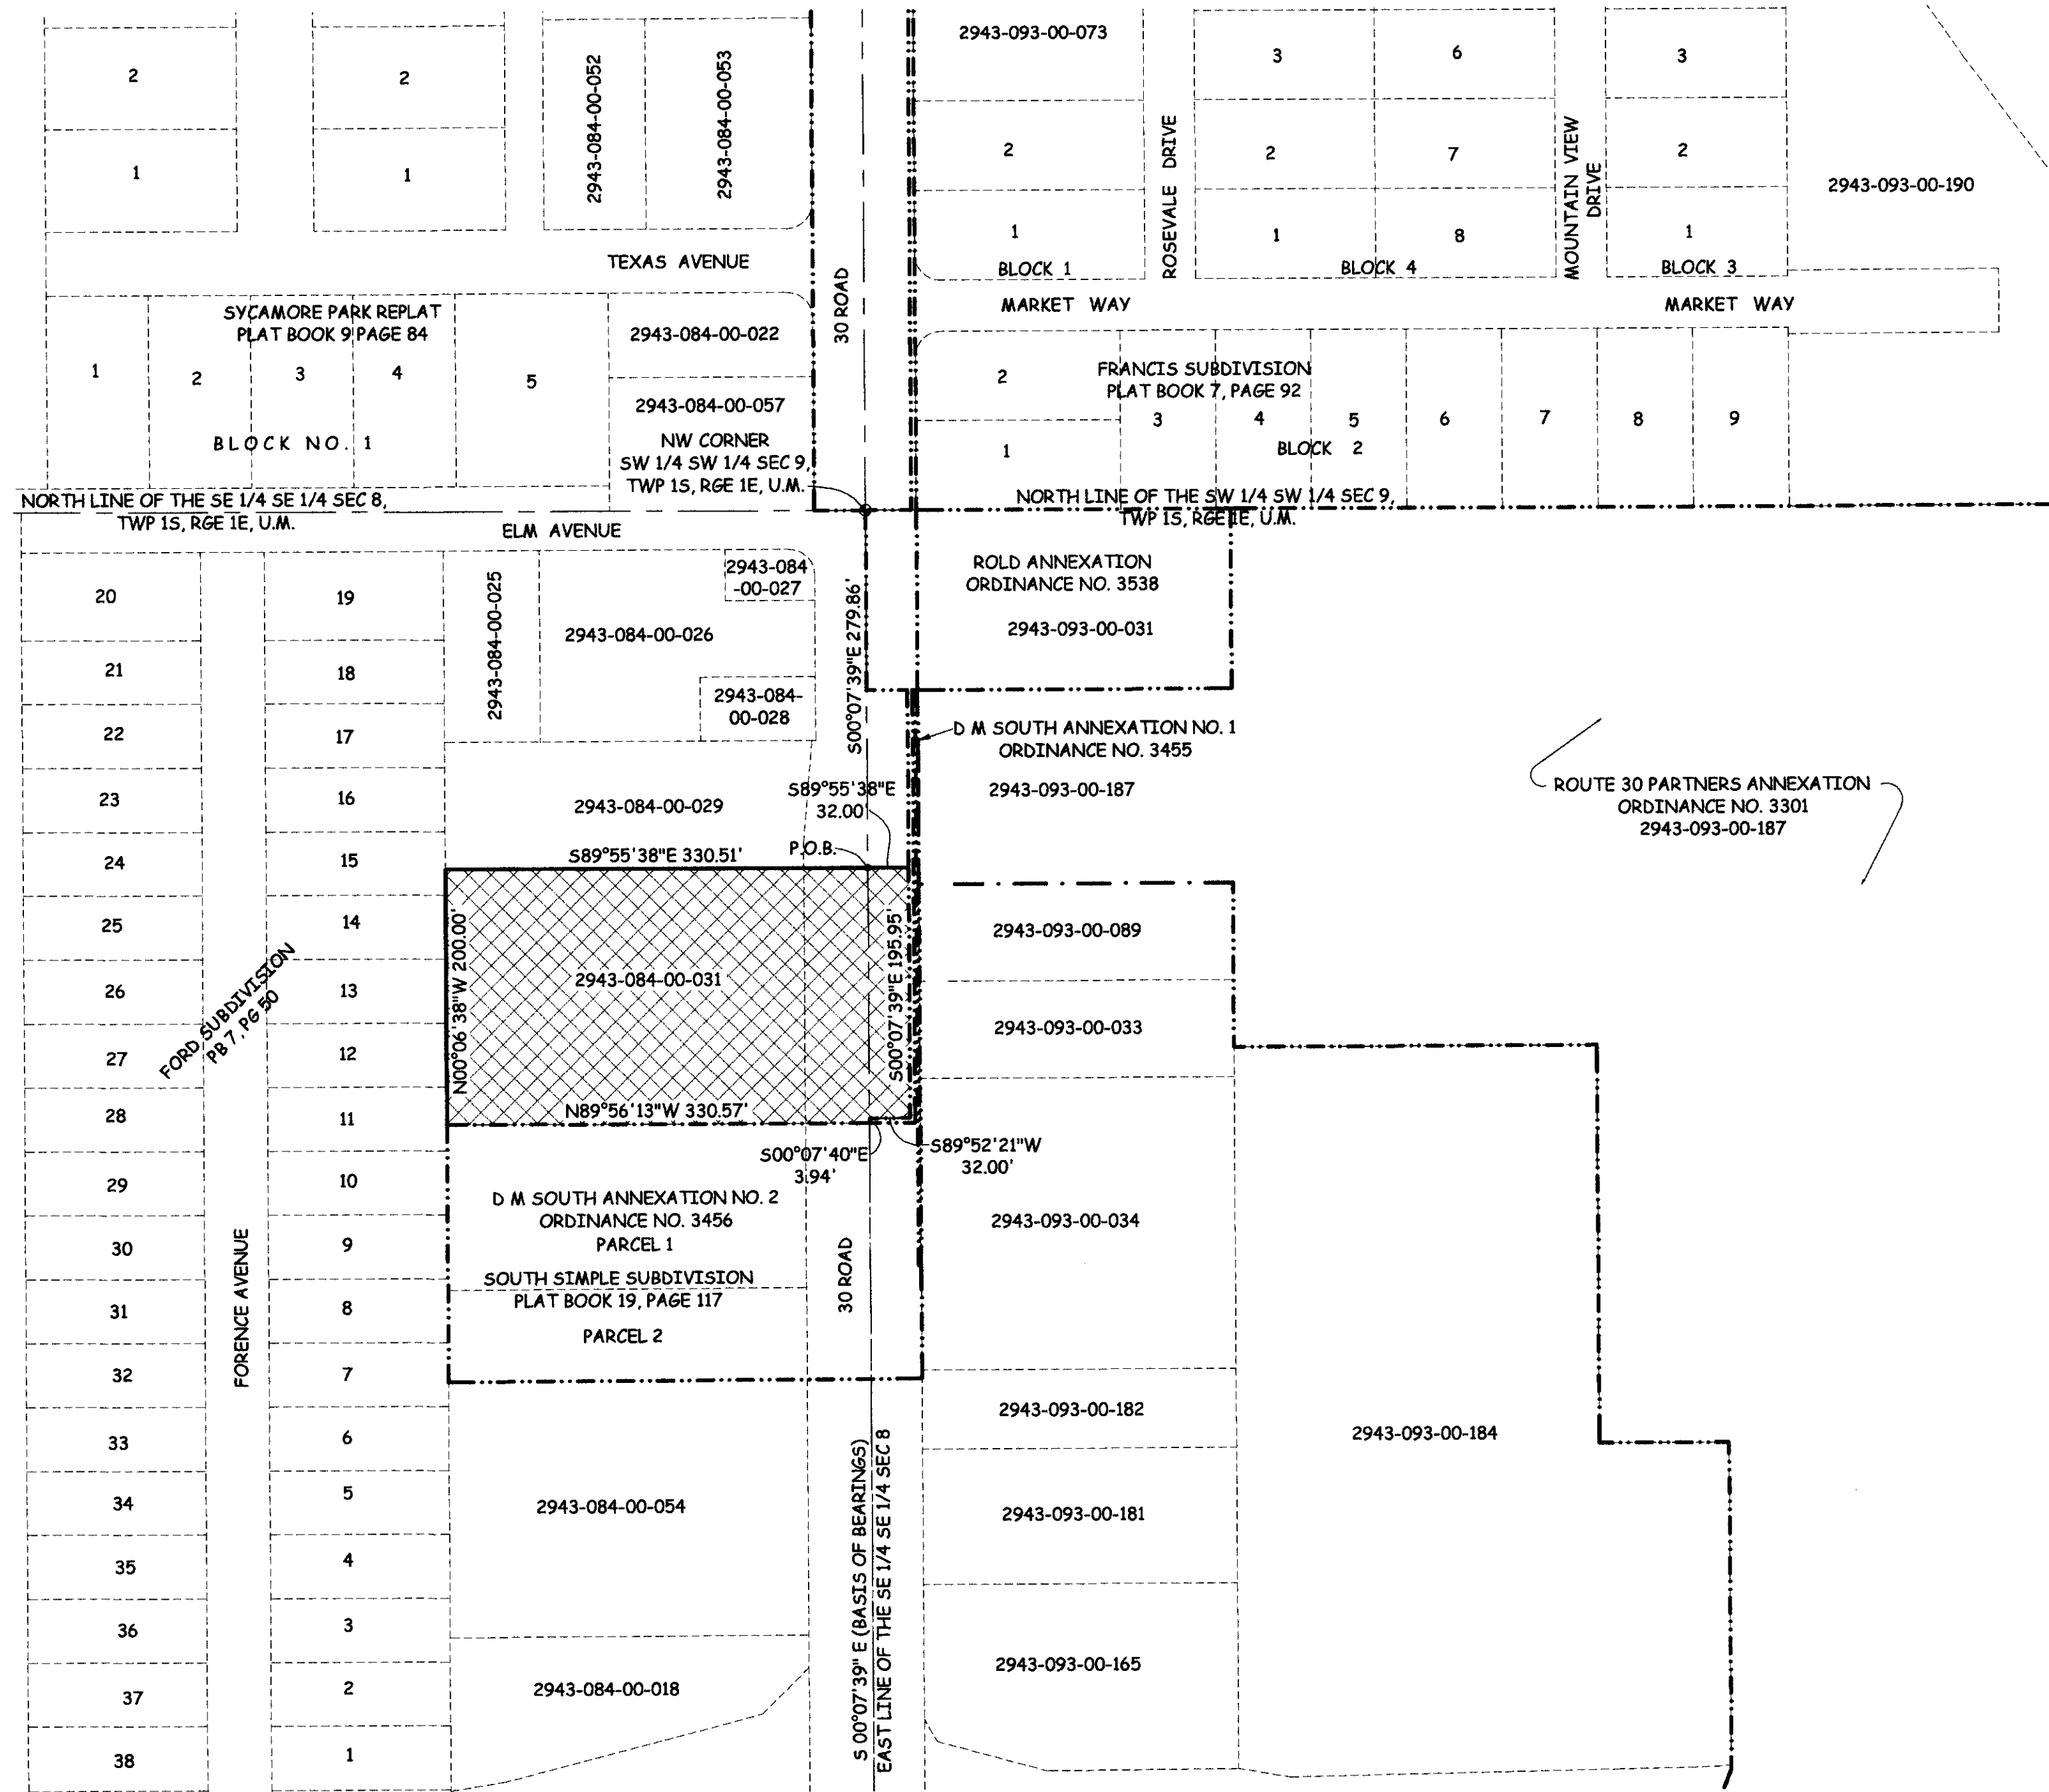 2
2
2943-084-00-052
2943-084-00-053
1
1
TEXAS AVENUE
SYCAMORE PARK REPLAT
PLAT BOOK 9 PAGE 84
1
2
3
4
5
BLOCK NO. 1
2943-084-00-022
2943-084-00-057
NW CORNER
SW 1/4 SW 1/4 SEC 9,
TWP 1S, RGE 1E, U.M.
30 ROAD
2943-093-00-073
2
1
BLOCK 1
ROSEVALE DRIVE
3
6
2
7
1
8
BLOCK 4
MOUNTAIN VIEW
DRIVE
3
2
1
BLOCK 3
2943-093-00-190
MARKET WAY
MARKET WAY
2
1
FRANCIS SUBDIVISION
PLAT BOOK 7, PAGE 92
3
4
5
6
7
8
9
BLOCK 2
NORTH LINE OF THE SE 1/4 SE 1/4 SEC 8,
TWP 1S, RGE 1E, U.M.
NORTH LINE OF THE SW 1/4 SW 1/4 SEC 9,
TWP 1S, RGE 1E, U.M.
ELM AVENUE
20
21
22
23
24
25
26
27
28
29
30
31
32
33
34
35
36
37
38
FORD SUBDIVISION
PB 7, PG 50
FORENCE AVENUE
19
18
17
16
15
14
13
12
11
10
9
8
7
6
5
4
3
2
1
2943-084-00-025
2943-084-00-026
2943-084
-00-027
2943-084-
00-028
S00°07'39"E 279.86'
ROLD ANNEXATION
ORDINANCE NO. 3538
2943-093-00-031
D M SOUTH ANNEXATION NO. 1
ORDINANCE NO. 3455
2943-093-00-187
ROUTE 30 PARTNERS ANNEXATION
ORDINANCE NO. 3301
2943-093-00-187
2943-084-00-029
S89°55'38"E
32.00'
S89°55'38"E 330.51'
P.O.B.
N00°06'38"W 200.00'
2943-084-00-031
S00°07'39"E 195.95'
N89°56'13"W 330.57'
S00°07'40"E
3.94'
S89°52'21"W
32.00'
2943-093-00-089
2943-093-00-033
2943-093-00-034
D M SOUTH ANNEXATION NO. 2
ORDINANCE NO. 3456
PARCEL 1
SOUTH SIMPLE SUBDIVISION
PLAT BOOK 19, PAGE 117
PARCEL 2
30 ROAD
2943-093-00-182
2943-093-00-184
2943-084-00-054
2943-093-00-181
S 00°07'39" E (BASIS OF BEARINGS)
EAST LINE OF THE SE 1/4 SE 1/4 SEC 8
2943-093-00-165
2943-084-00-018